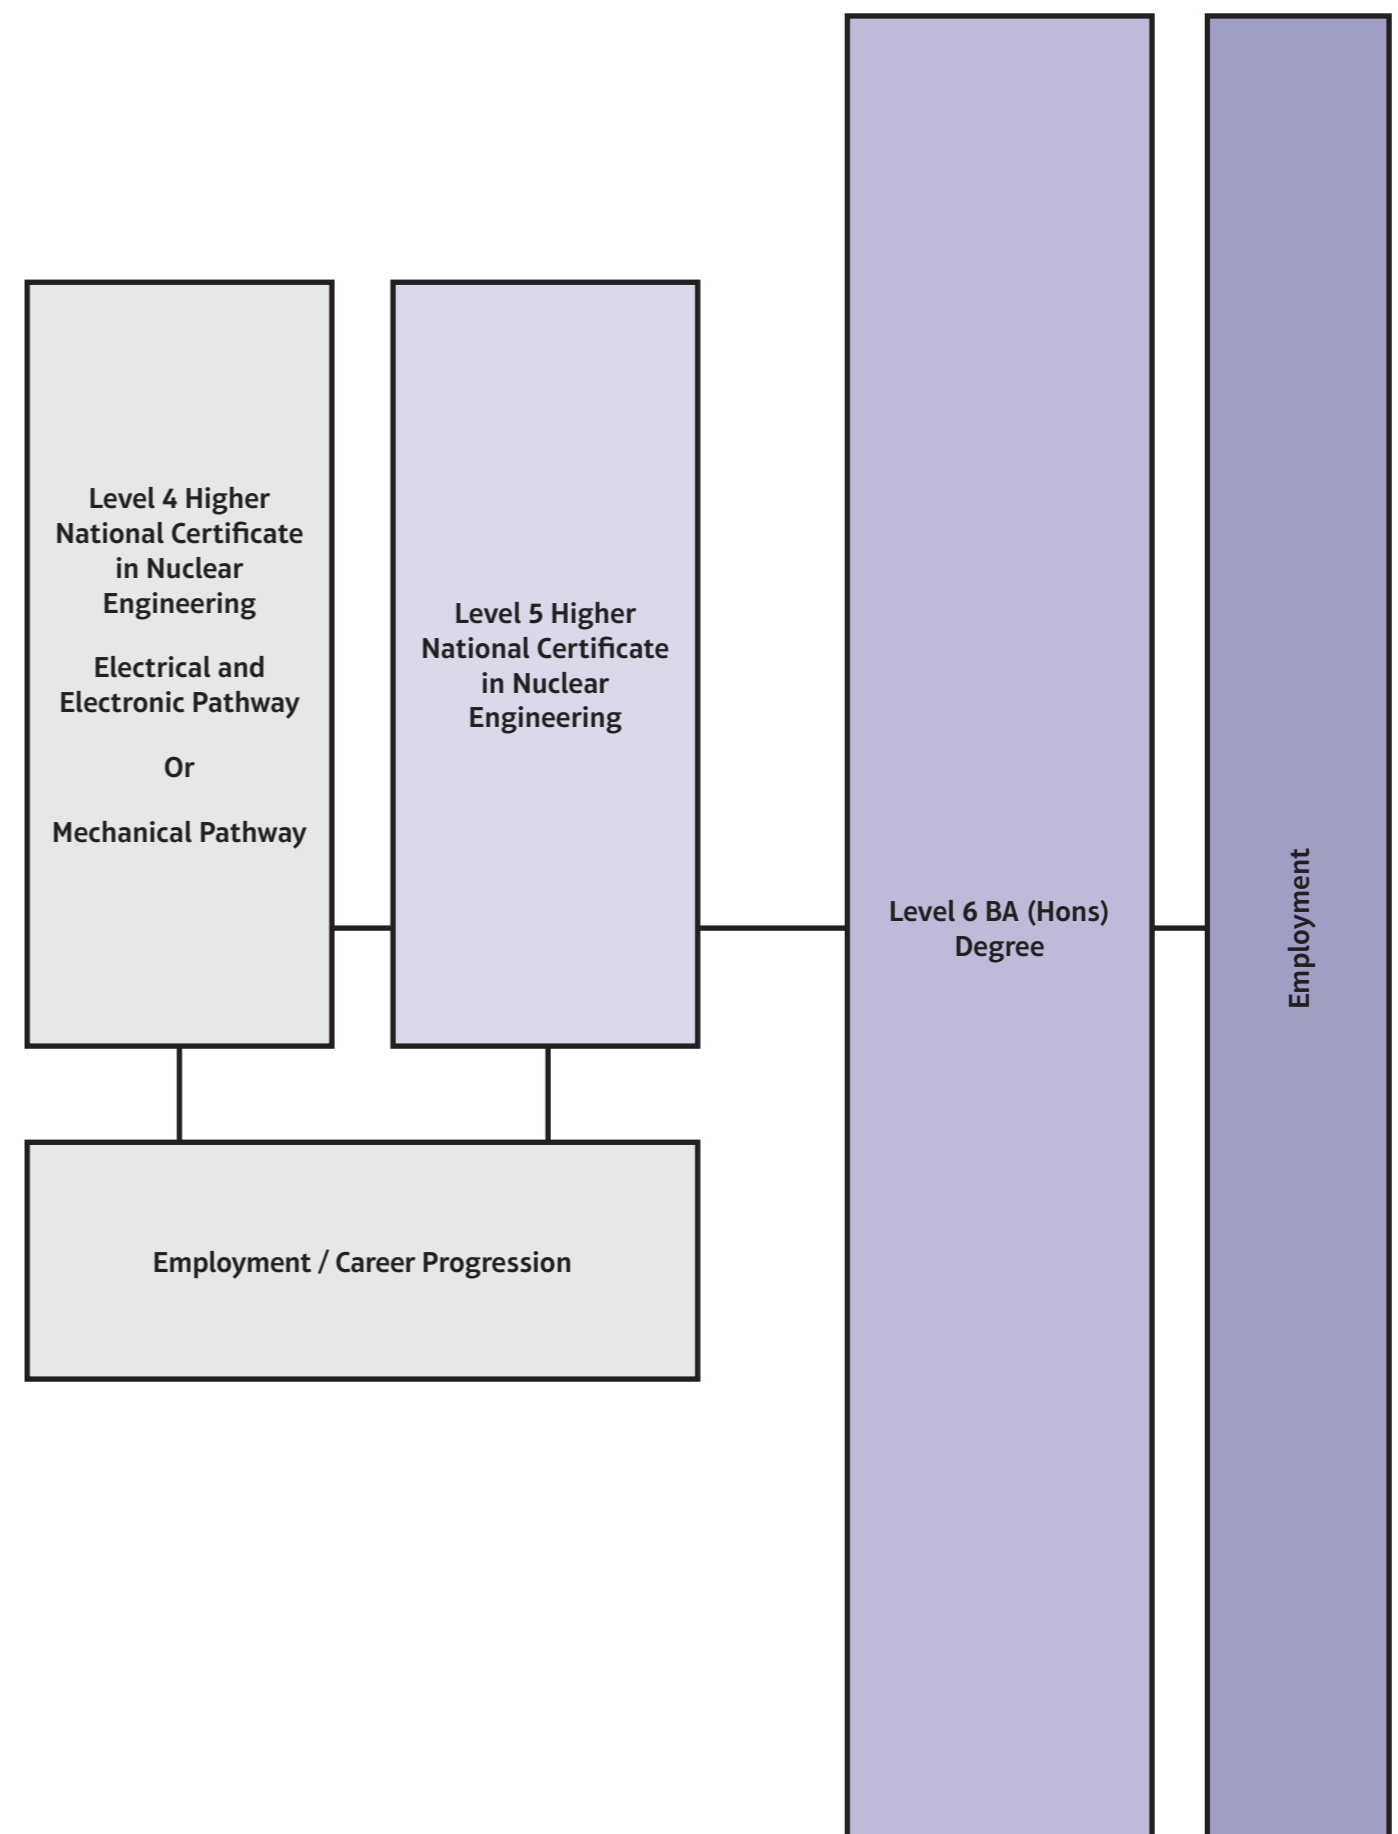 Level 4 Higher
National Certificate
in Nuclear
Engineering
Electrical and
Electronic Pathway
Or
Mechanical Pathway
Level 5 Higher
National Certificate
in Nuclear
Engineering
Level 6 BA (Hons)
Degree
Employment
Employment / Career Progression